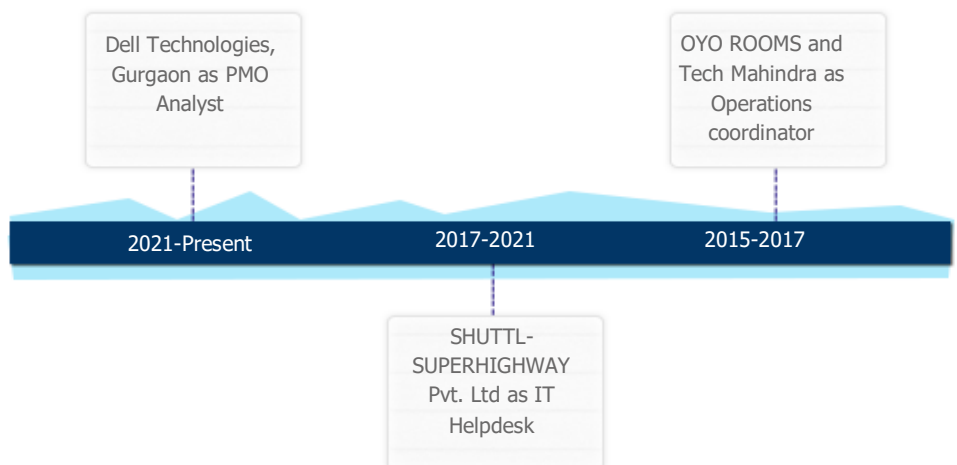 Dell Technologies,
Gurgaon as PMO
Analyst
OYO ROOMS and
Tech Mahindra as
Operations
coordinator
2021-Present
2017-2021
2015-2017
SHUTTL-
SUPERHIGHWAY
Pvt. Ltd as IT
Helpdesk